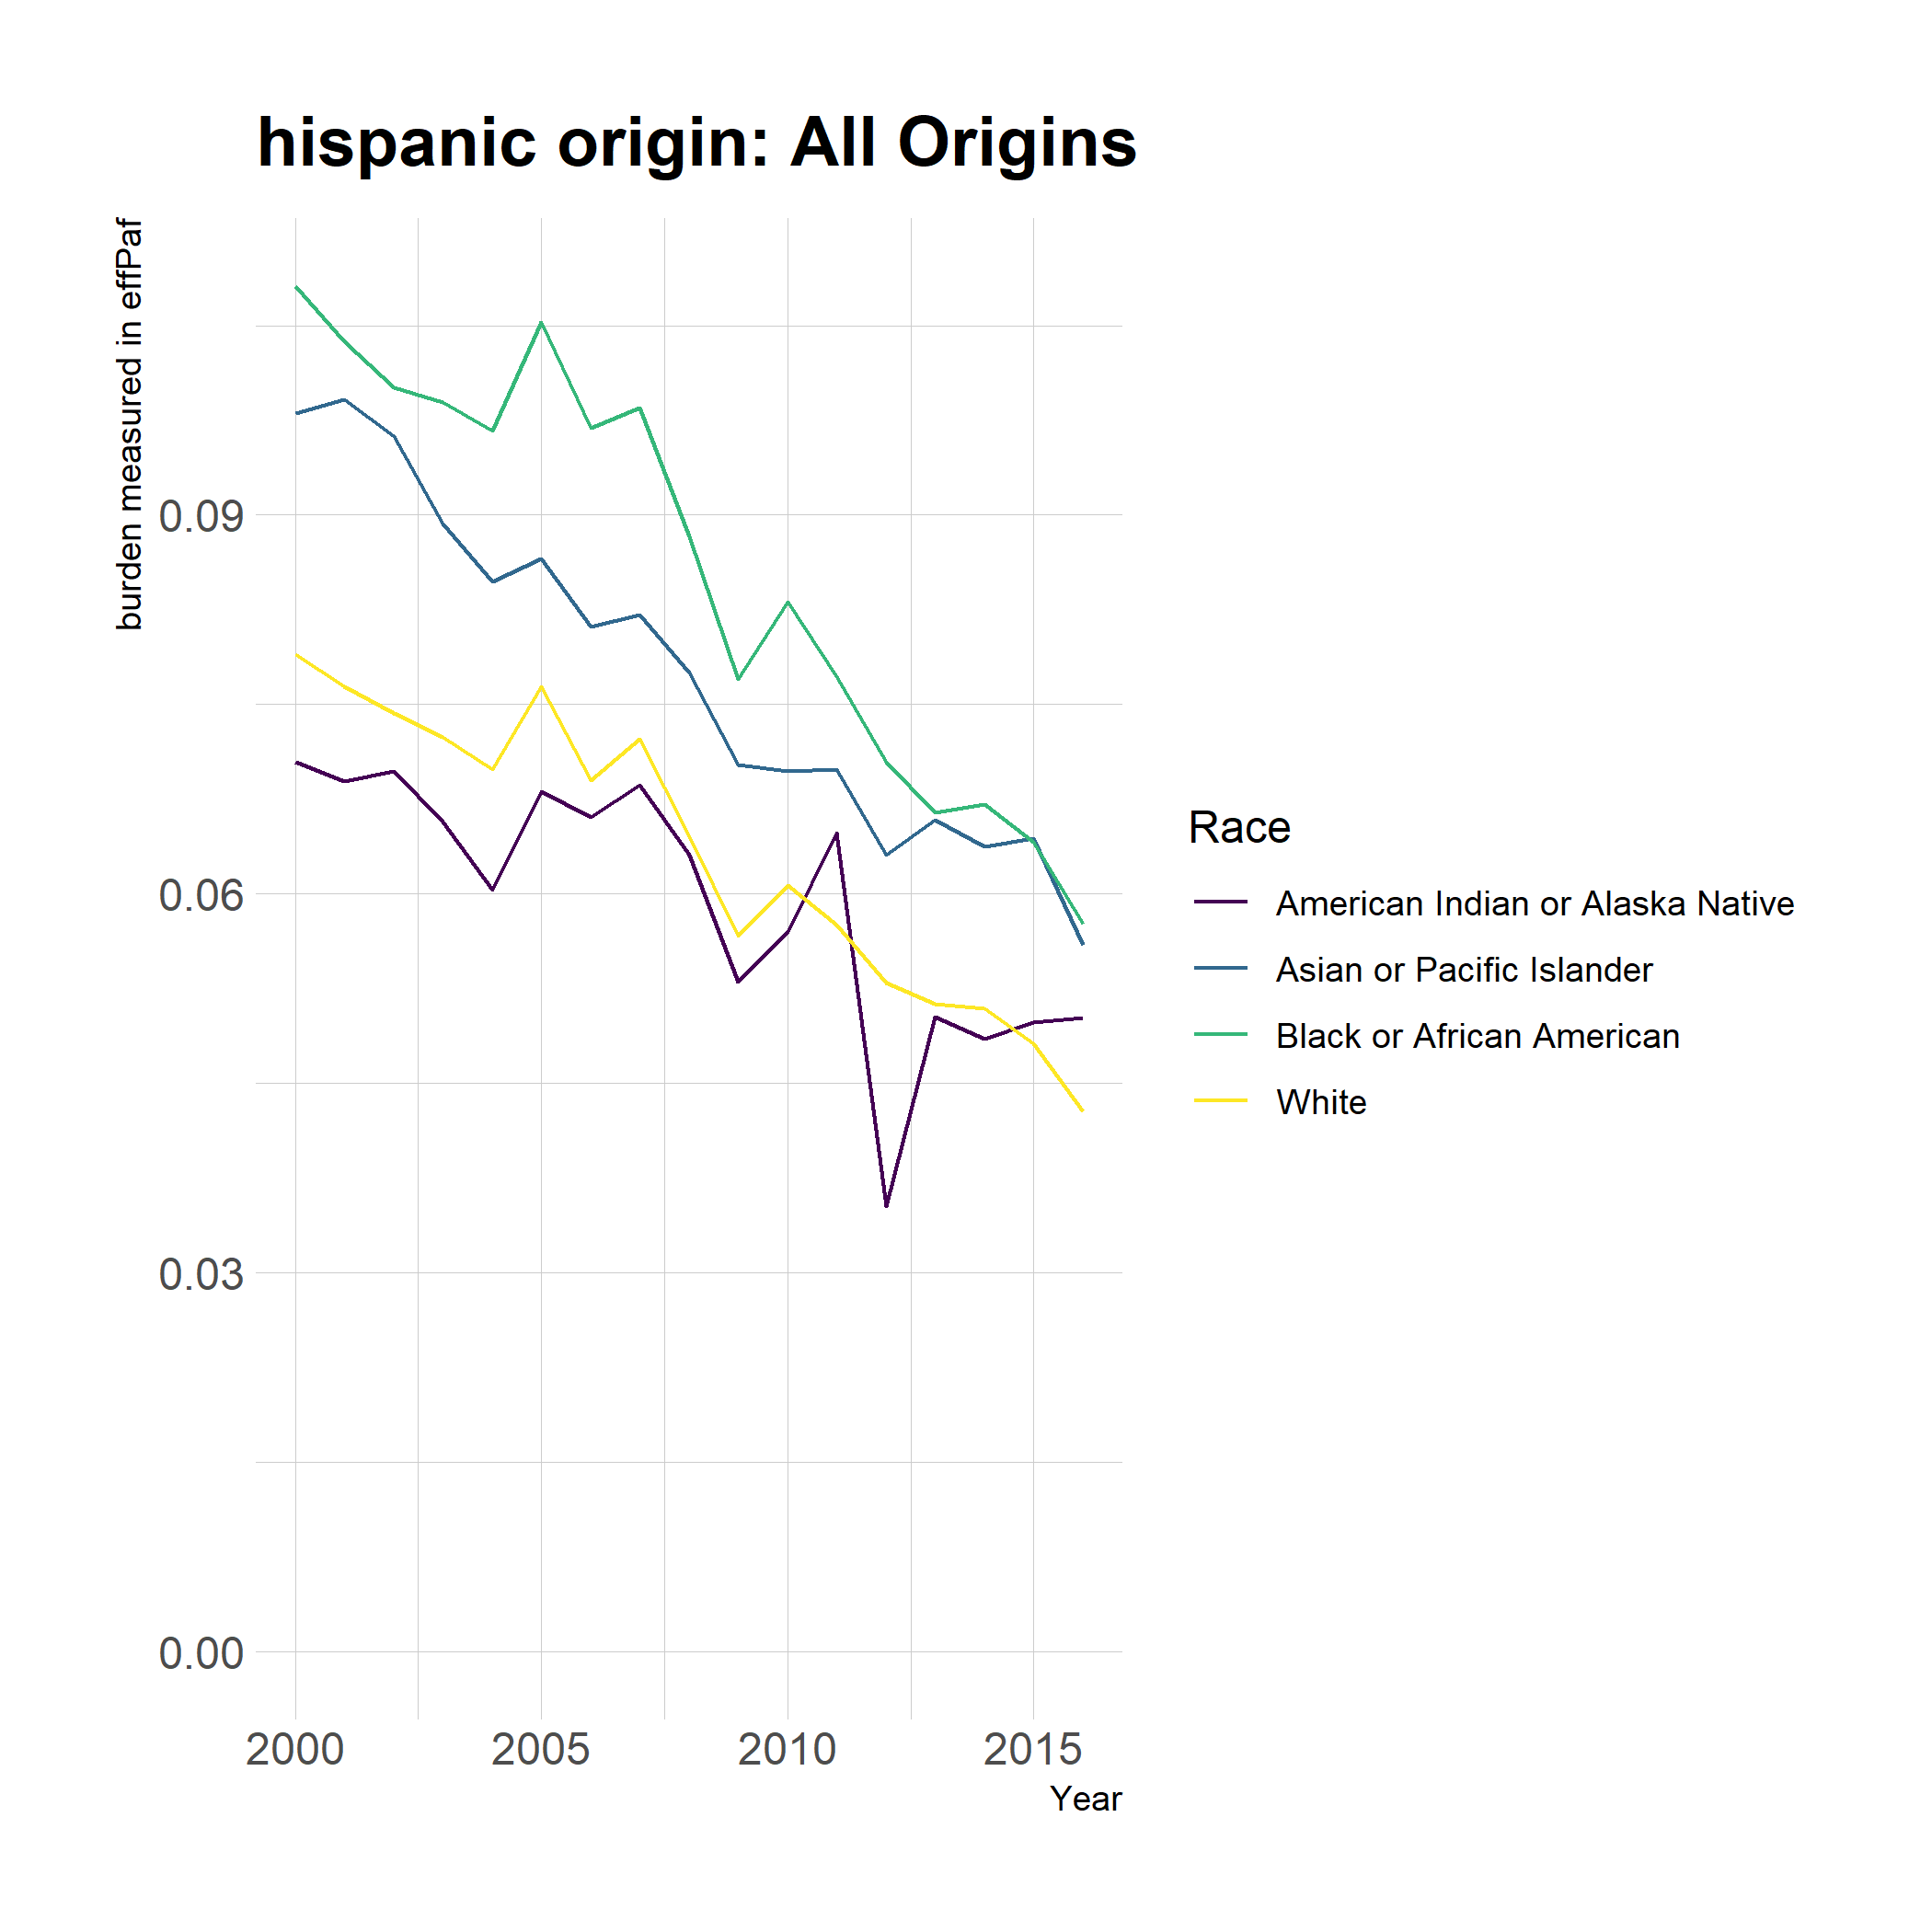 hispanic origin: All Origins
burden measured in effPaf
0.09
0.06
0.03
0.00
2000 2005 2010 2015
Year
Race
American Indian or Alaska Native
Asian or Pacific Islander
Black or African American
White